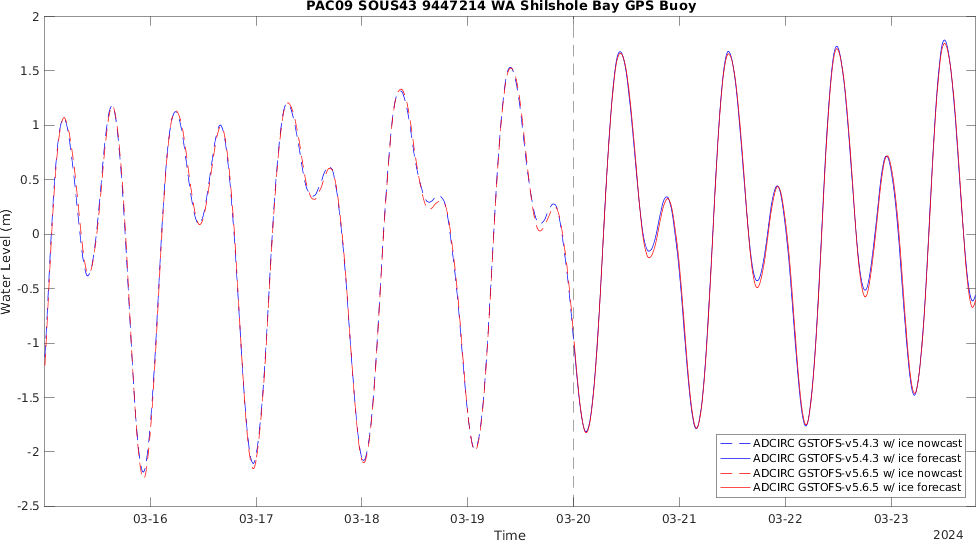 PAC09 SOUS43 9447214 WA Shilshole Bay GPS Buoy
2
1.5
1
0.5
0
-0.5
-1
-1.5
-2
-2.5
Water Level (m)
ADCIRC GSTOFS-v5.4.3 w/ ice nowcast
ADCIRC GSTOFS-v5.4.3 w/ ice forecast
ADCIRC GSTOFS-v5.6.5 w/ ice nowcast
ADCIRC GSTOFS-v5.6.5 w/ ice forecast
03-16 03-17 03-18 03-19 03-20 03-21 03-22 03-23
Time
2024